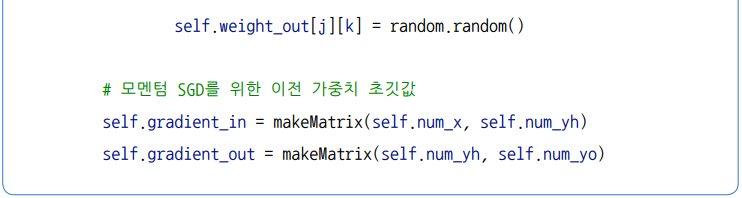 self.weight_out[j][k] = random.random()
# 모멘텀 SGD를 위한 이전 가중치 초깃값
self.gradient_in = makeMatrix(self.num_x, self.num_yh)
self.gradient_out = makeMatrix(self.num_yh, self.num_yo)